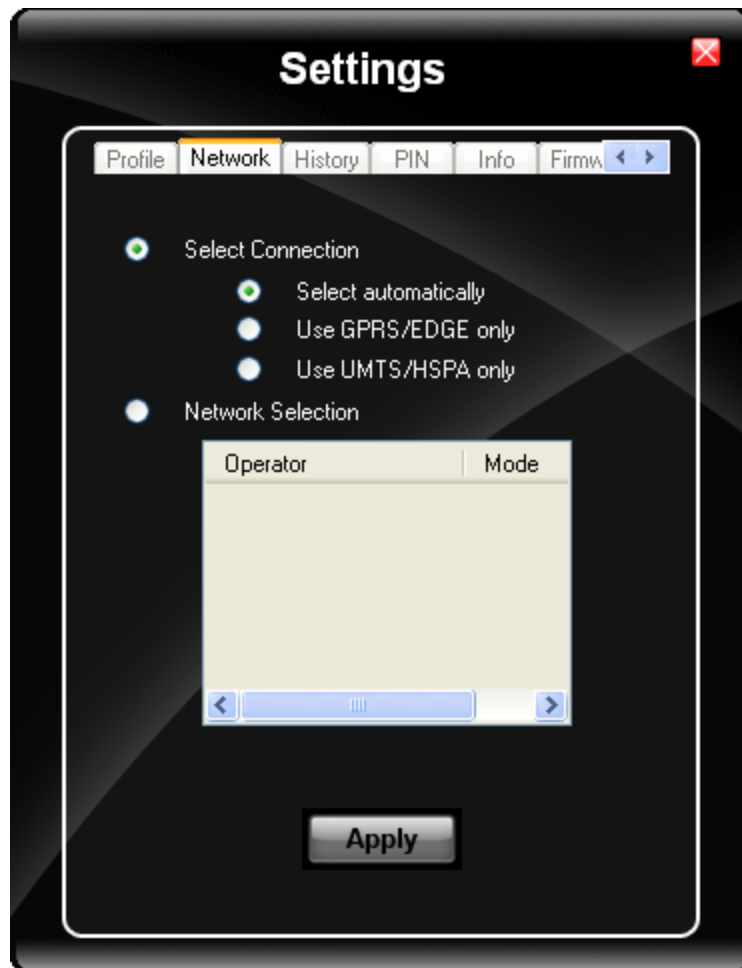 Settings
Profile Network History PIN Info Firmw
Select Connection
Select automatically
Use GPRS/EDGE only
Use UMTS/HSPA only
Network Selection
Operator Mode
Apply